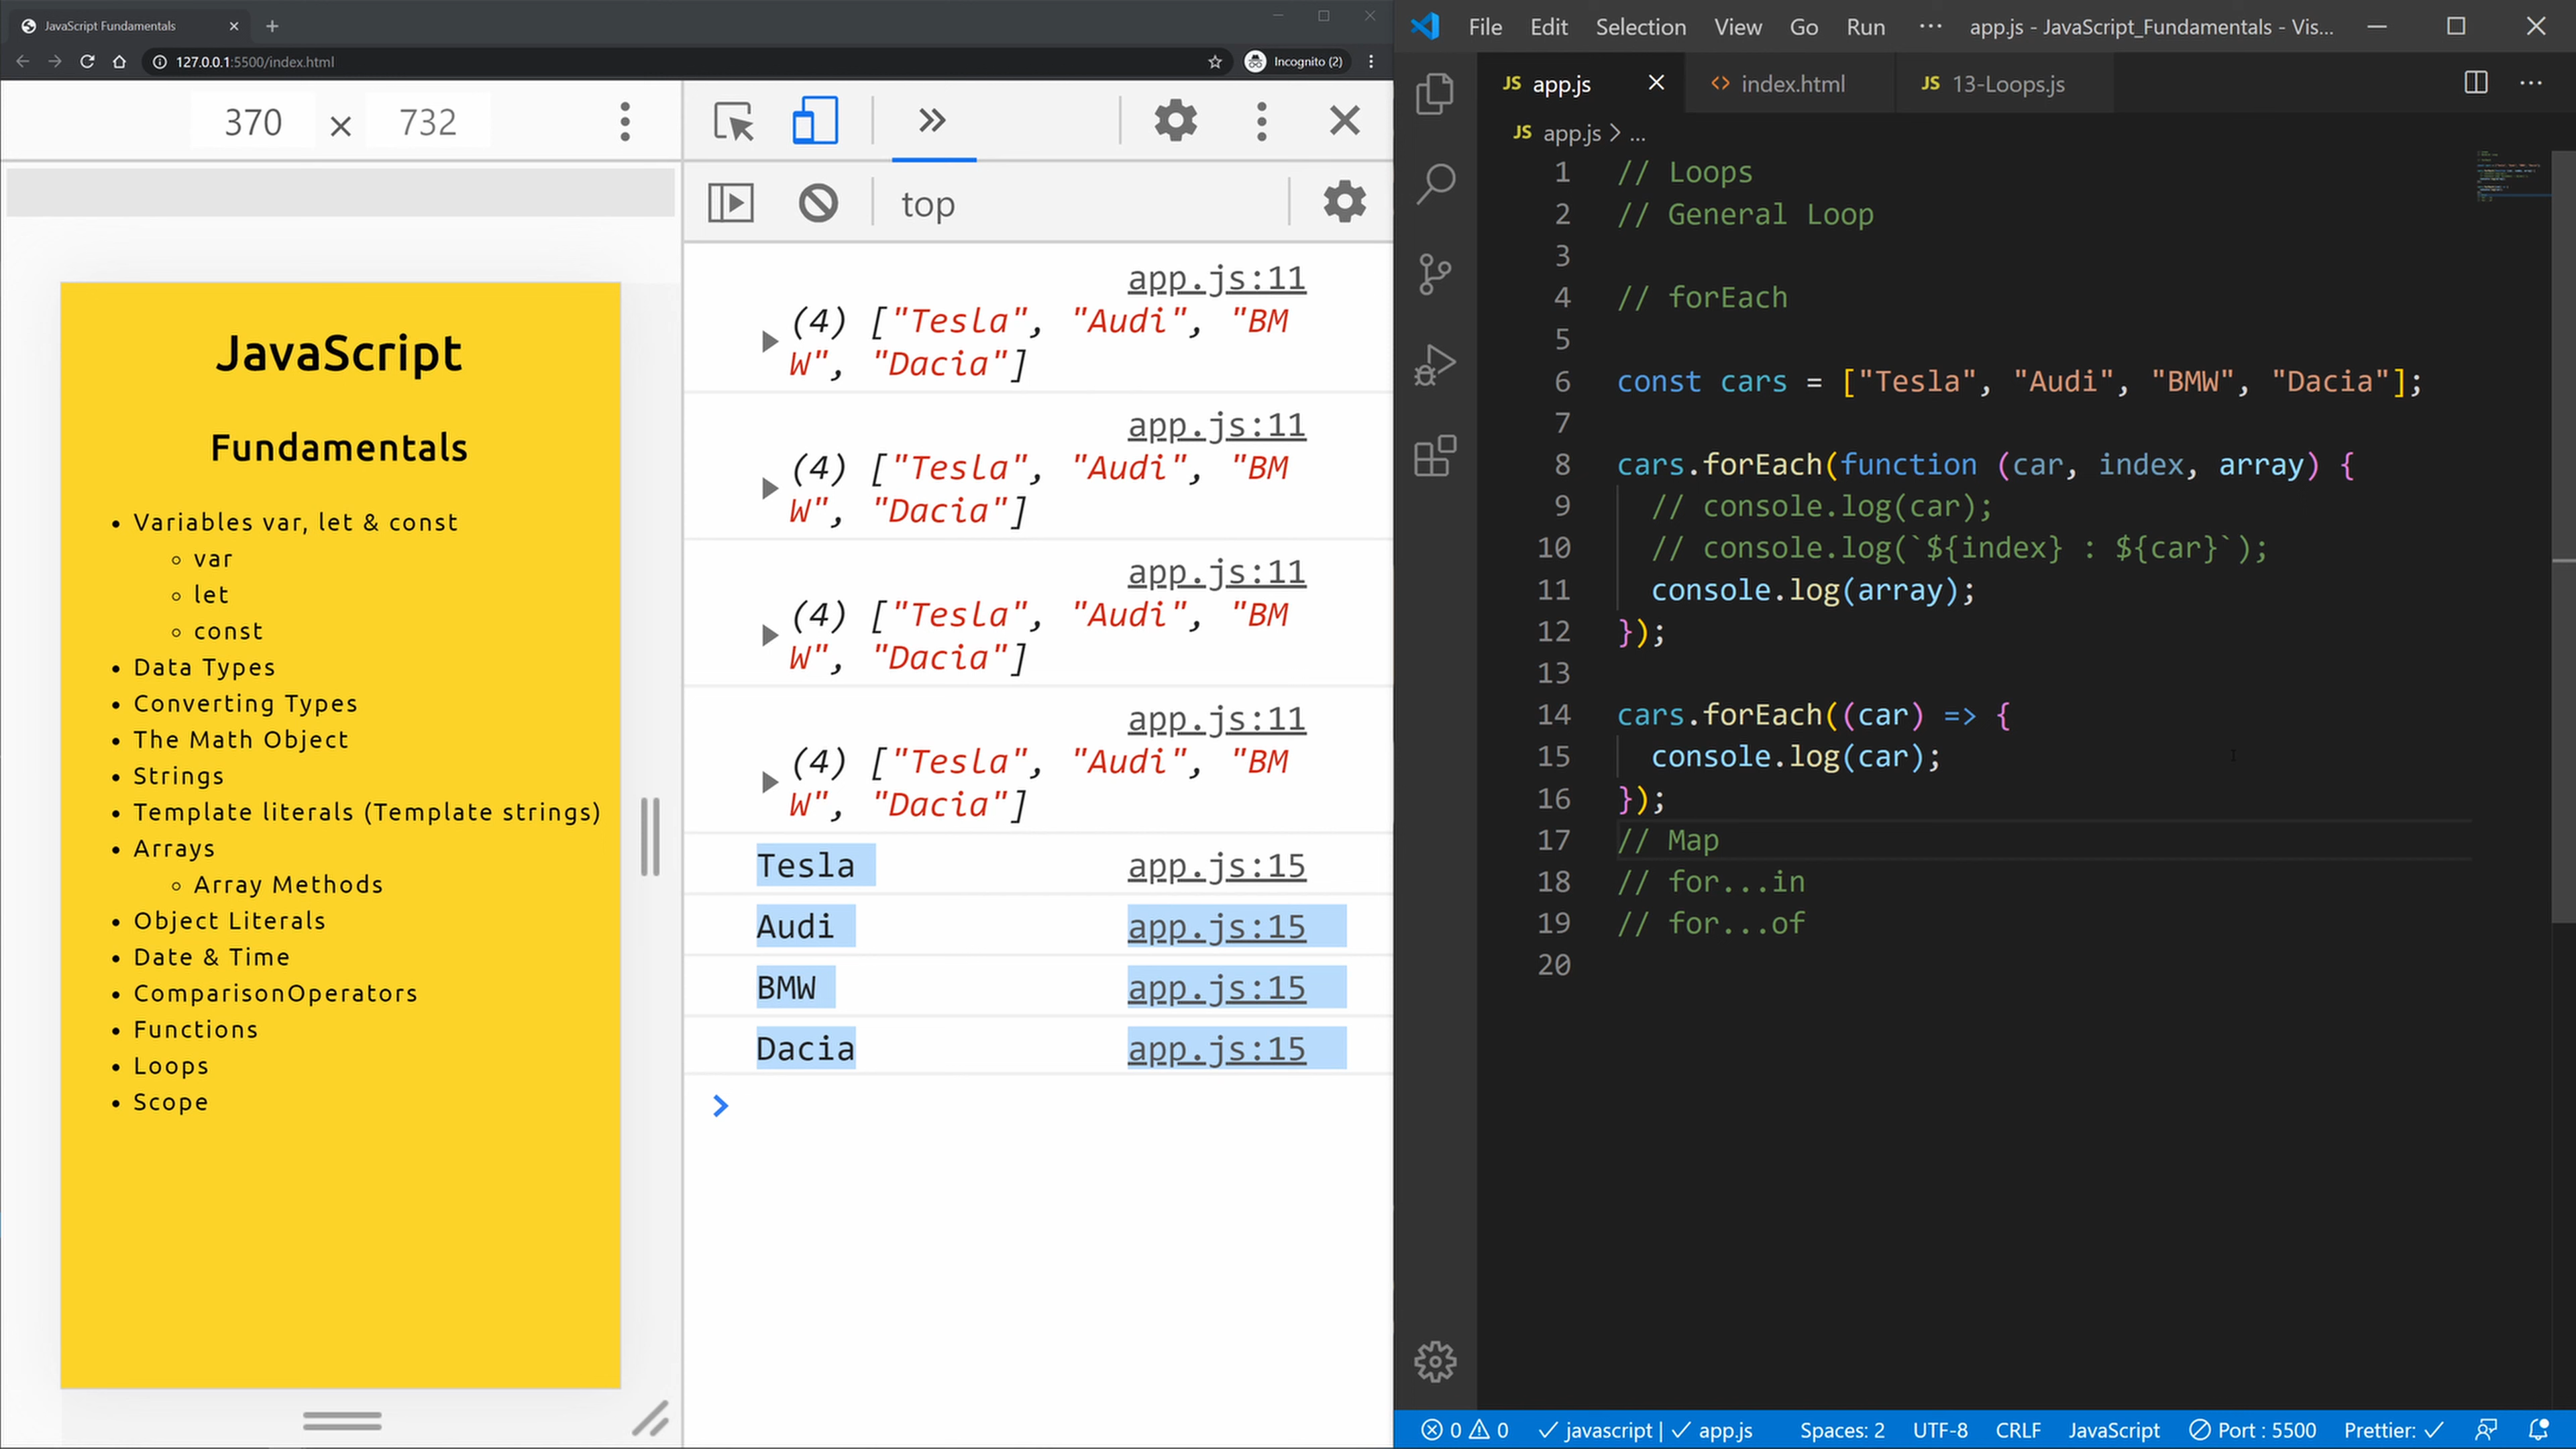 JavaScript Fundamentals
127.0.0.1:5500/index.html
Incognito (2)
370 × 732
JavaScript
Fundamentals
Variables var, let & const
var
let
const
Data Types
Converting Types
The Math Object
Strings
Template literals (Template strings)
Arrays
Array Methods
Object Literals
Date & Time
ComparisonOperators
Functions
Loops
Scope
top
app.js:11
(4) ["Tesla", "Audi", "BM
W", "Dacia"]
app.js:11
(4) ["Tesla", "Audi", "BM
W", "Dacia"]
app.js:11
(4) ["Tesla", "Audi", "BM
W", "Dacia"]
app.js:11
(4) ["Tesla", "Audi", "BM
W", "Dacia"]
Tesla app.js:15
Audi app.js:15
BMW app.js:15
Dacia app.js:15
File Edit Selection View Go Run ··· app.js - JavaScript_Fundamentals - Vis...
JS app.js <> index.html JS 13-Loops.js
JS app.js > ...
1 // Loops
2 // General Loop
3
4 // forEach
5
6 const cars = ["Tesla", "Audi", "BMW", "Dacia"];
7
8 cars.forEach(function (car, index, array) {
9 // console.log(car);
10 // console.log(`${index} : ${car}`);
11 console.log(array);
12 });
13
14 cars.forEach((car) => {
15 console.log(car);
16 });
17 // Map
18 // for...in
19 // for...of
20
0 0 javascript | app.js Spaces: 2 UTF-8 CRLF JavaScript Port : 5500 Prettier: